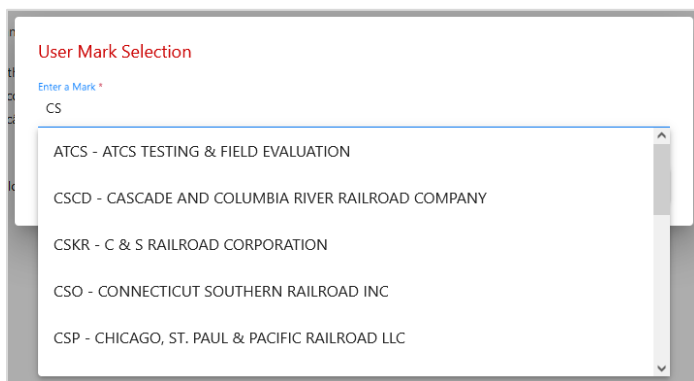 User Mark Selection
Enter a Mark *
CS
ATCS - ATCS TESTING & FIELD EVALUATION
CSCD - CASCADE AND COLUMBIA RIVER RAILROAD COMPANY
CSKR - C & S RAILROAD CORPORATION
CSO - CONNECTICUT SOUTHERN RAILROAD INC
CSP - CHICAGO, ST. PAUL & PACIFIC RAILROAD LLC